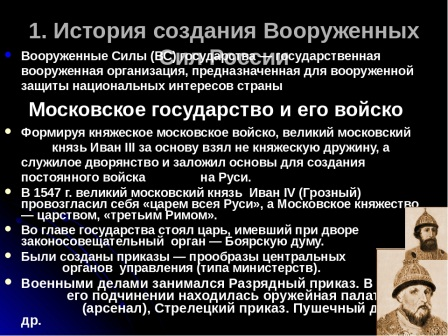 1. История создания Вооруженных
Сил России
Вооруженные Силы (ВС) государства — государственная
вооруженная организация, предназначенная для вооруженной
защиты национальных интересов страны
Московское государство и его войско
Формируя княжеское московское войско, великий московский
князь Иван III за основу взял не княжескую дружину, а
служилое дворянство и заложил основы для создания
постоянного войска на Руси.
В 1547 г. великий московский князь Иван IV (Грозный)
провозгласил себя «царем всея Руси», а Московское княжество
— царством, «третьим Римом».
Во главе государства стоял царь, имевший при дворе
законосовещательный орган — Боярскую думу.
Были созданы приказы — прообразы центральных
органов управления (типа министерств).
Военными делами занимался Разрядный приказ. В
его подчинении находилась оружейная
(арсенал), Стрелецкий приказ. Пушечный
др.